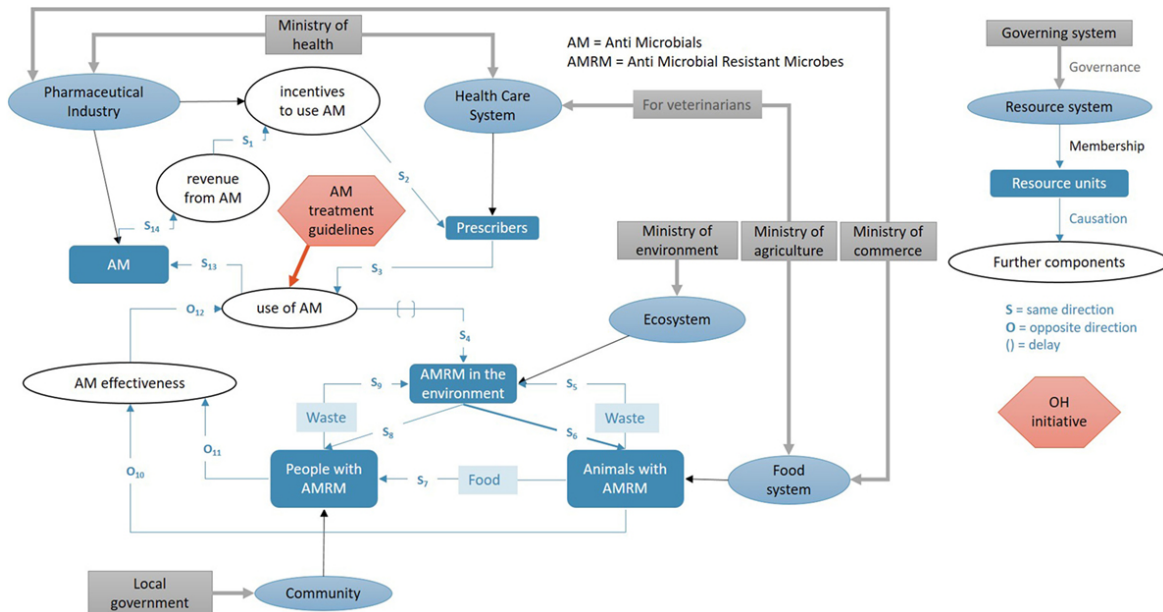 Ministry of
health
AM = Anti Microbials
AMRM = Anti Microbial Resistant Microbes
Governing system
Governance
Pharmaceutical
Industry
incentives
to use AM
Health Care
System
For veterinarians
Resource system
Membership
S1
S2
revenue
from AM
AM
treatment
guidelines
Resource units
S14
Prescribers
Causation
Ministry of
environment
Ministry of
agriculture
Ministry of
commerce
AM
S13
S3
Further components
O12
use of AM
( )
Ecosystem
S = same direction
O = opposite direction
() = delay
S4
AM effectiveness
AMRM in the
environment
S9
S5
Waste
Waste
OH
initiative
S8
S6
O10
O11
People with
AMRM
S7
Food
Animals with
AMRM
Food
system
Local
government
Community